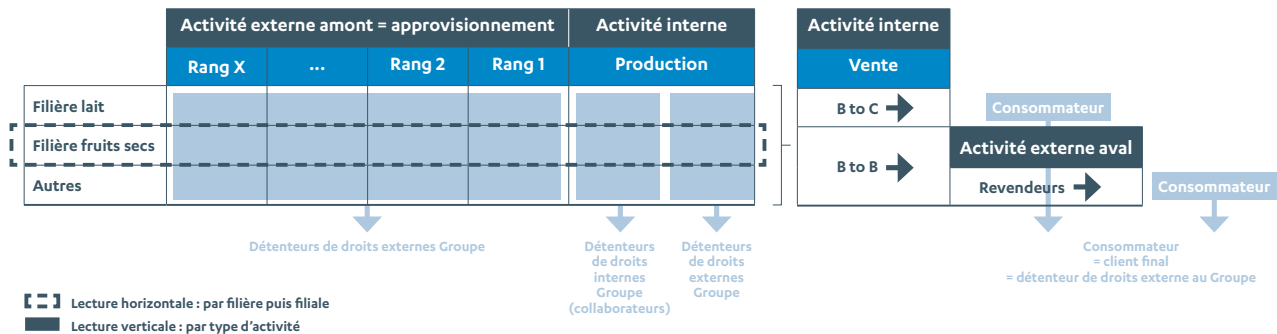 Activité externe amont = approvisionnement
Activité interne
Activité interne
Rang X
...
Rang 2
Rang 1
Production
Vente
Filière lait
B to C
Consommateur
Filière fruits secs
Activité externe aval
B to B
Autres
Revendeurs
Consommateur
Détenteurs de droits externes Groupe
Détenteurs
de droits
internes
Groupe
(collaborateurs)
Détenteurs
de droits
externes
Groupe
Consommateur
= client final
= détenteur de droits externe au Groupe
Lecture horizontale : par filière puis filiale
Lecture verticale : par type d'activité